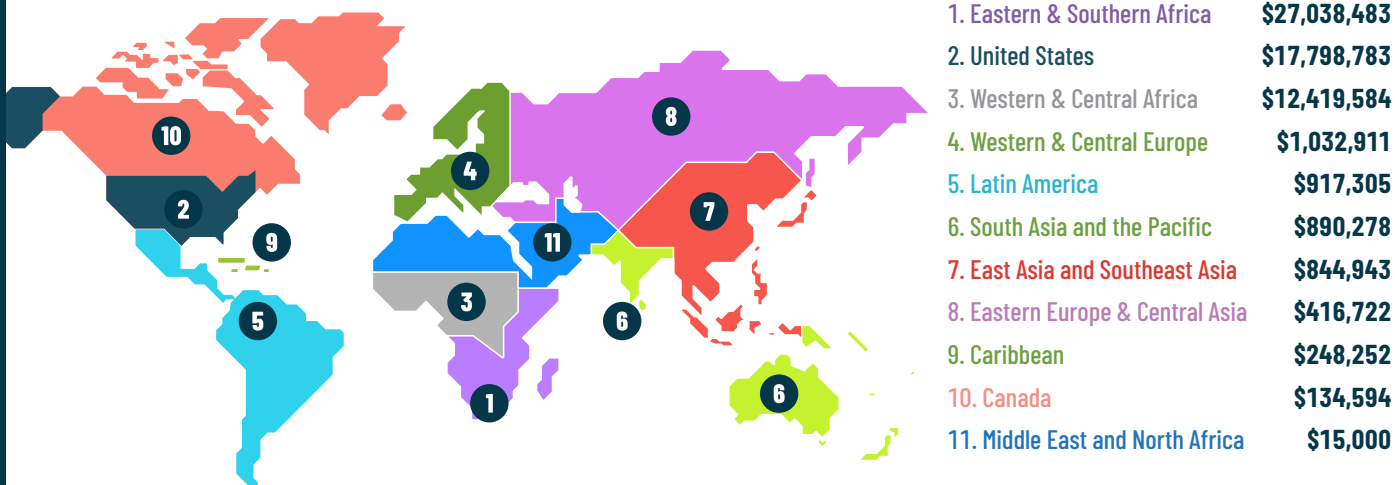 1. Eastern & Southern Africa $27,038,483
2. United States $17,798,783
3. Western & Central Africa $12,419,584
4. Western & Central Europe $1,032,911
5. Latin America $917,305
6. South Asia and the Pacific $890,278
7. East Asia and Southeast Asia $844,943
8. Eastern Europe & Central Asia $416,722
9. Caribbean $248,252
10. Canada $134,594
11. Middle East and North Africa $15,000
8
10
4
2
7
9
11
3
5
6
6
1